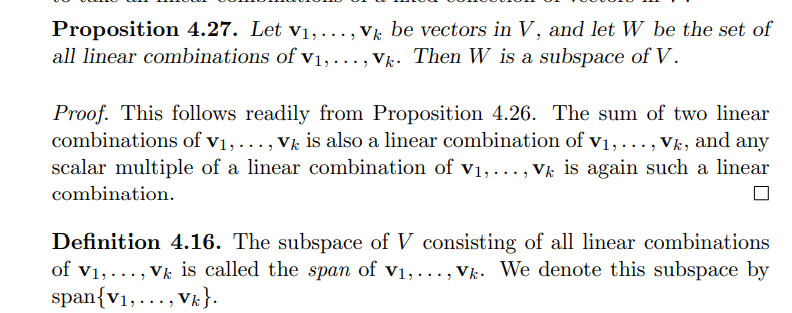 Proposition 4.27. Let v₁, . . . , vₖ be vectors in V, and let W be the set of
all linear combinations of v₁, . . . , vₖ. Then W is a subspace of V.
Proof. This follows readily from Proposition 4.26. The sum of two linear
combinations of v₁, . . . , vₖ is also a linear combination of v₁, . . . , vₖ, and any
scalar multiple of a linear combination of v₁, . . . , vₖ is again such a linear
combination. □
Definition 4.16. The subspace of V consisting of all linear combinations
of v₁, . . . , vₖ is called the span of v₁, . . . , vₖ. We denote this subspace by
span{v₁, . . . , vₖ}.